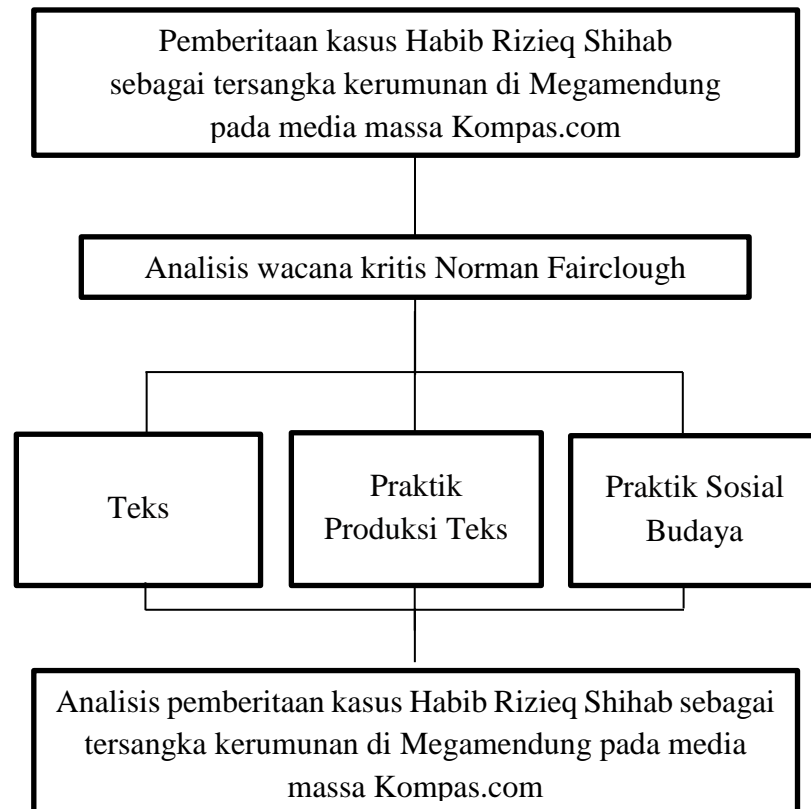 Pemberitaan kasus Habib Rizieq Shihab
sebagai tersangka kerumunan di Megamendung
pada media massa Kompas.com
Analisis wacana kritis Norman Fairclough
Teks
Praktik
Produksi Teks
Praktik Sosial
Budaya
Analisis pemberitaan kasus Habib Rizieq Shihab sebagai
tersangka kerumunan di Megamendung pada media
massa Kompas.com